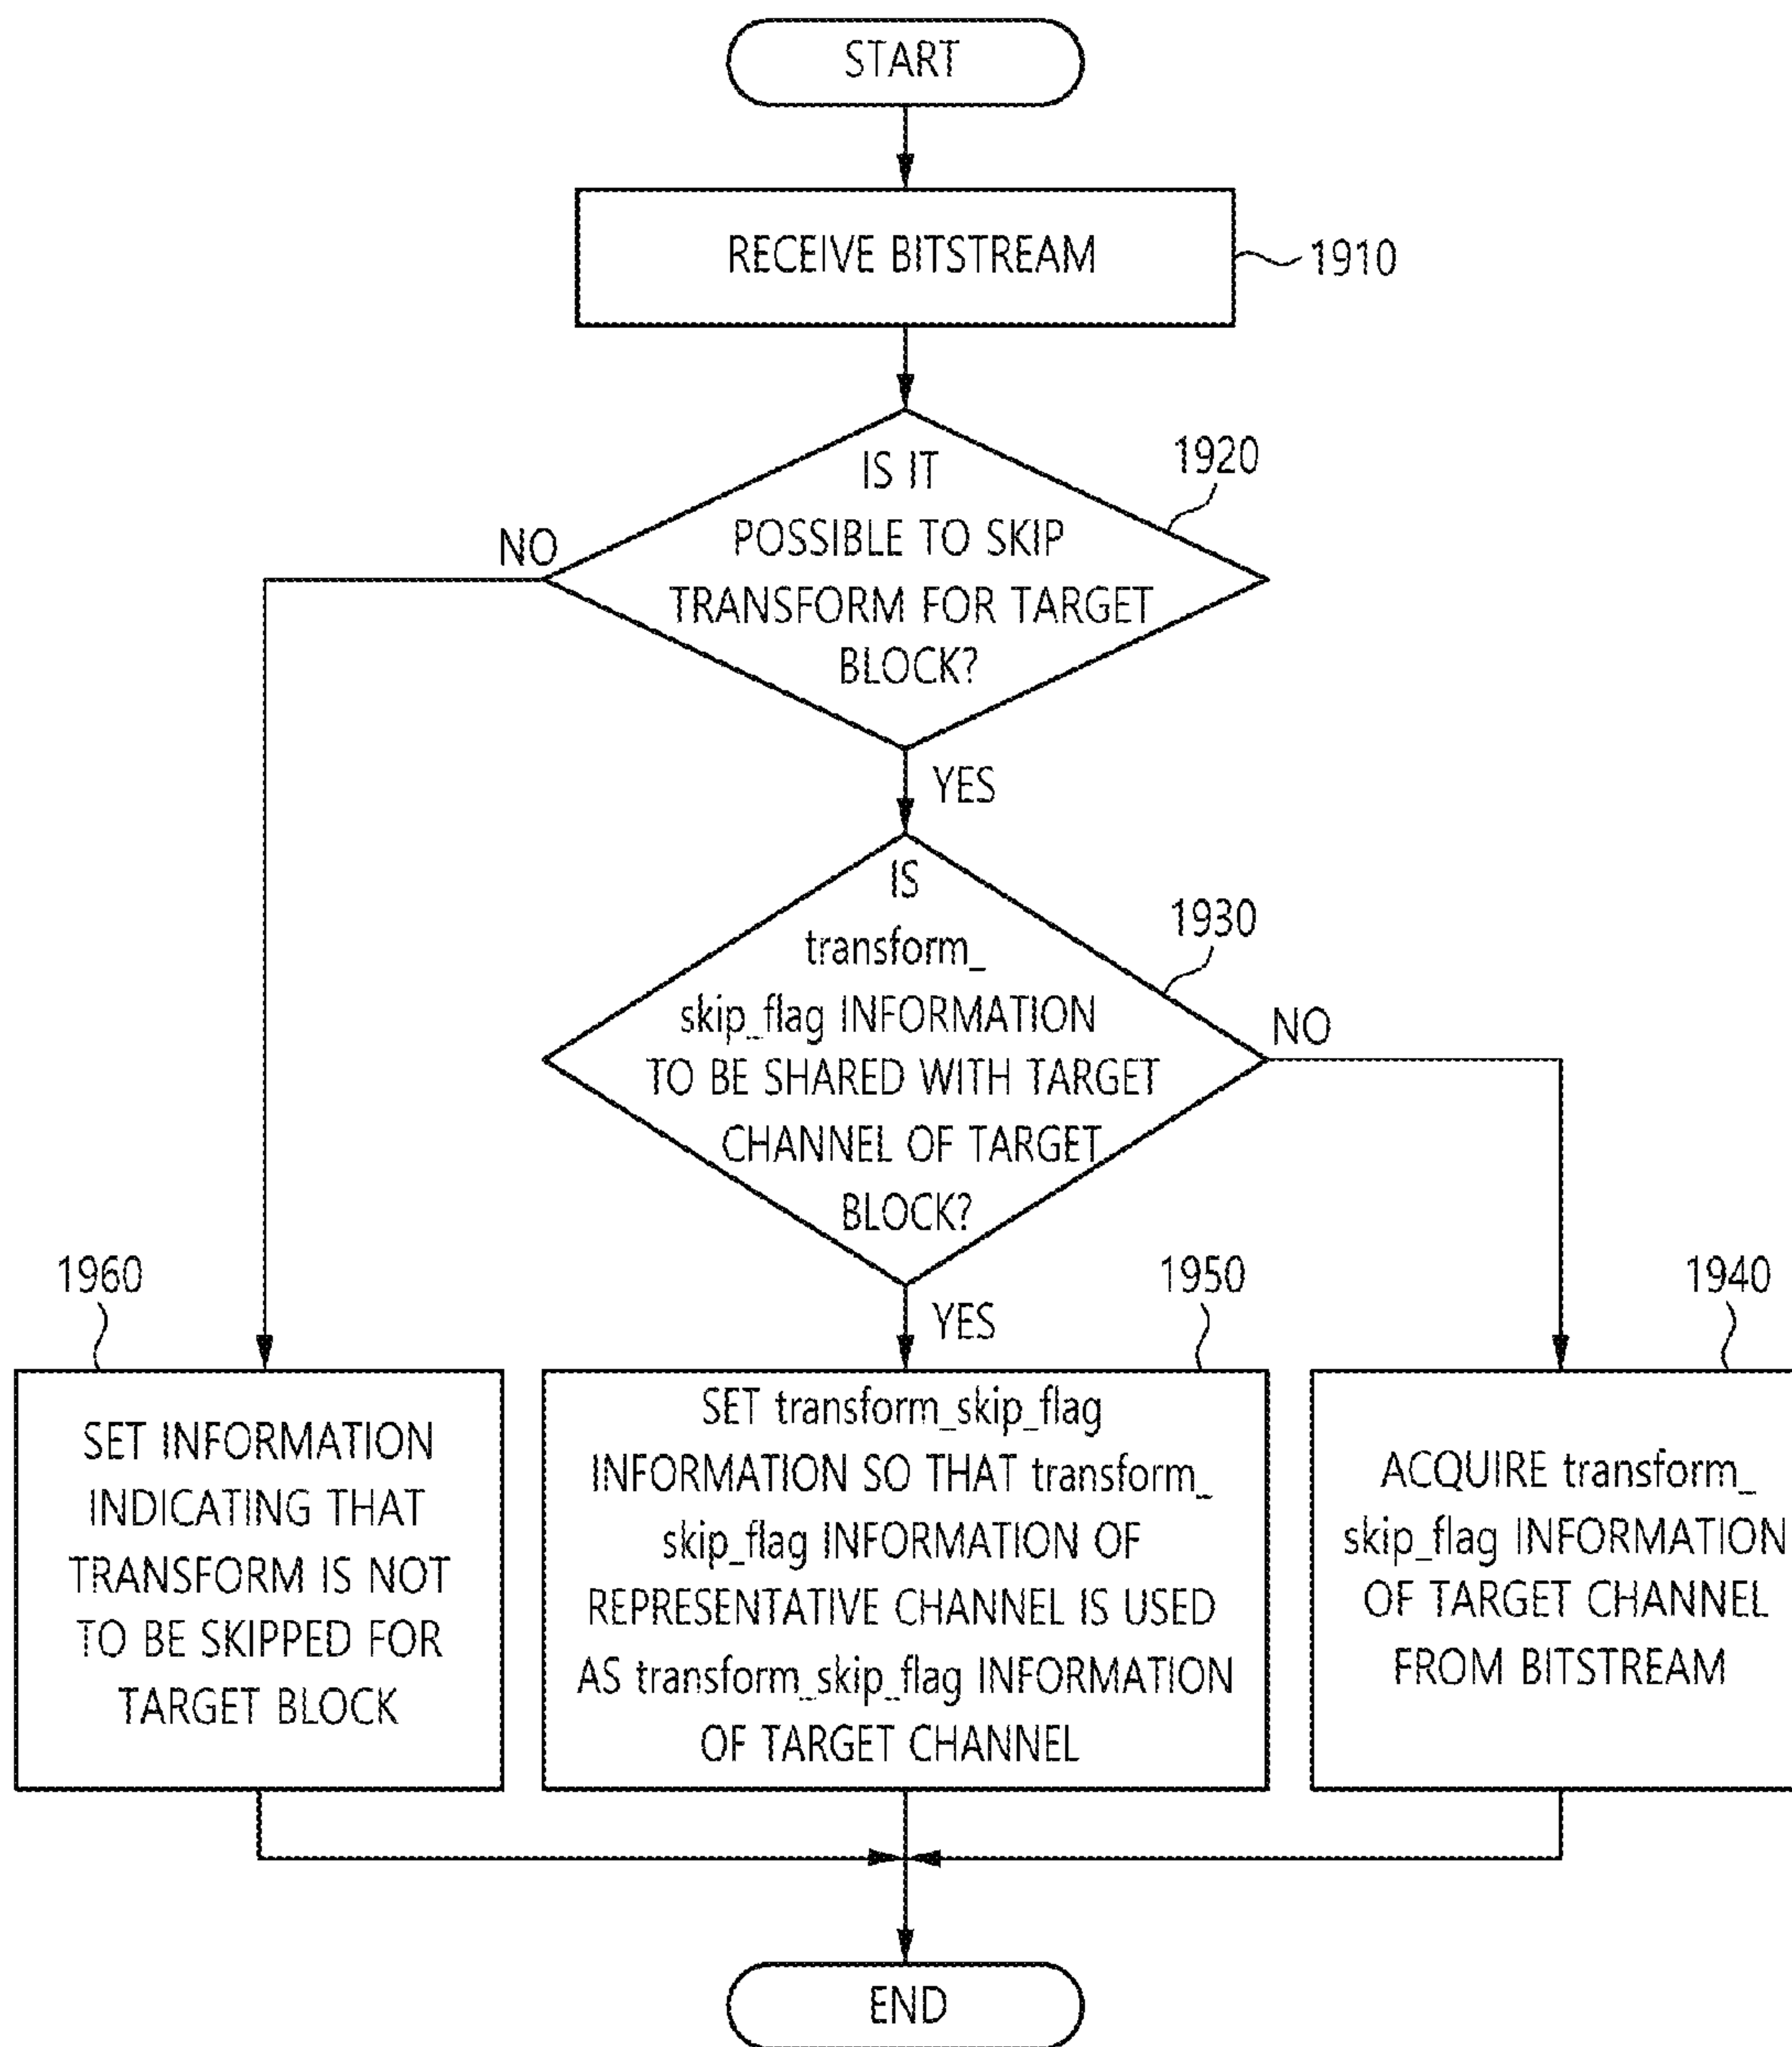 START
RECEIVE BITSTREAM
1910
IS IT
POSSIBLE TO SKIP
TRANSFORM FOR TARGET
BLOCK?
1920
NO
YES
IS
transform_
skip_flag INFORMATION
TO BE SHARED WITH TARGET
CHANNEL OF TARGET
BLOCK?
1930
NO
YES
1960
SET INFORMATION
INDICATING THAT
TRANSFORM IS NOT
TO BE SKIPPED FOR
TARGET BLOCK
1950
SET transform_skip_flag
INFORMATION SO THAT transform_
skip_flag INFORMATION OF
REPRESENTATIVE CHANNEL IS USED
AS transform_skip_flag INFORMATION
OF TARGET CHANNEL
1940
ACQUIRE transform_
skip_flag INFORMATION
OF TARGET CHANNEL
FROM BITSTREAM
END